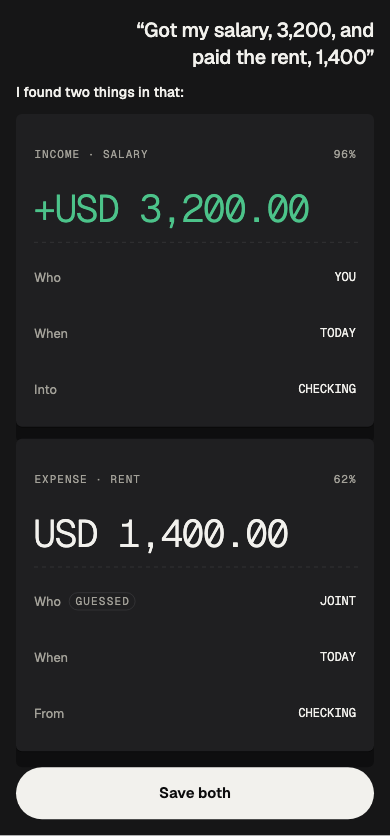 “Got my salary, 3,200, and
paid the rent, 1,400”
I found two things in that:
INCOME · SALARY 96%
+USD 3,200.00
Who YOU
When TODAY
Into CHECKING
EXPENSE · RENT 62%
USD 1,400.00
Who GUESSED JOINT
When TODAY
From CHECKING
Save both